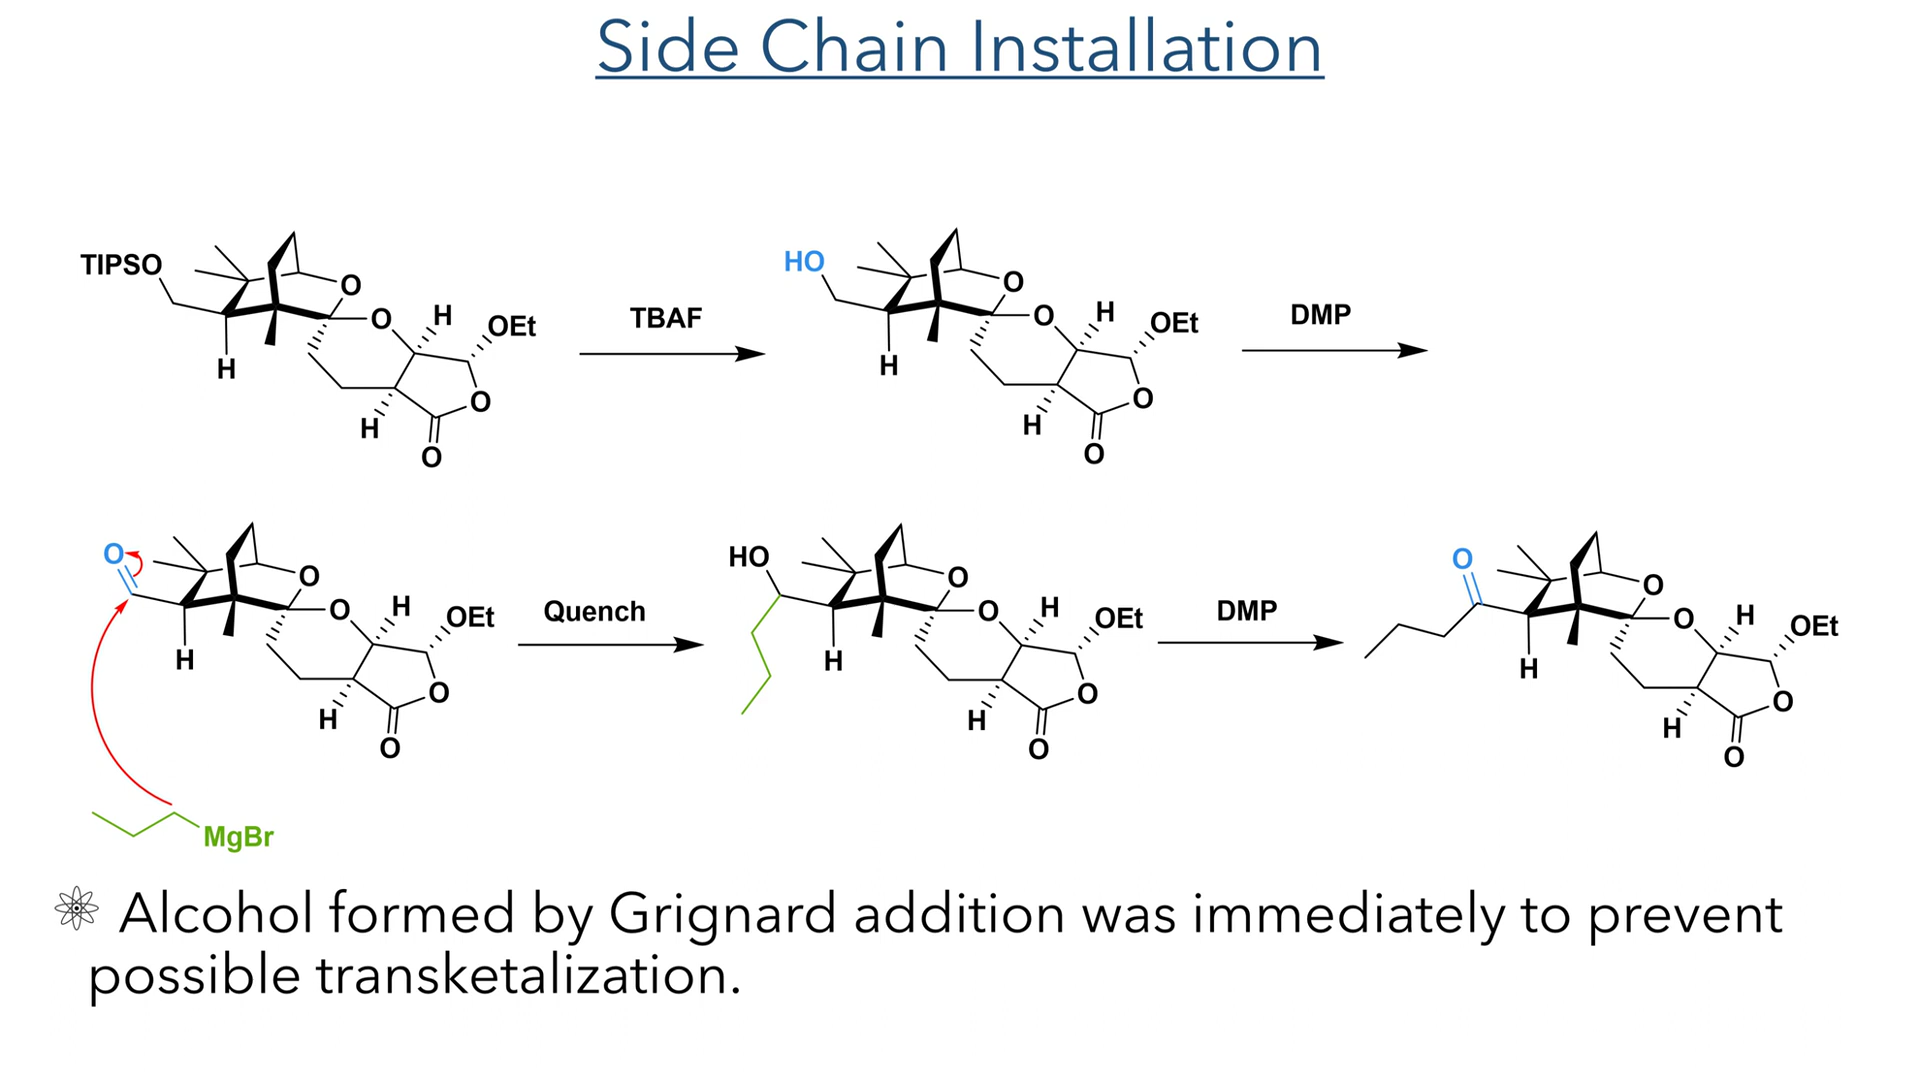 Side Chain Installation
TIPSO
O
O
H
OEt
H
H
O
O
TBAF
HO
O
O
H
OEt
H
H
O
O
DMP
O
O
O
H
OEt
H
H
O
O
MgBr
Quench
HO
O
O
H
OEt
H
H
O
O
DMP
O
O
O
H
OEt
H
H
O
O
Alcohol formed by Grignard addition was immediately to prevent
possible transketalization.